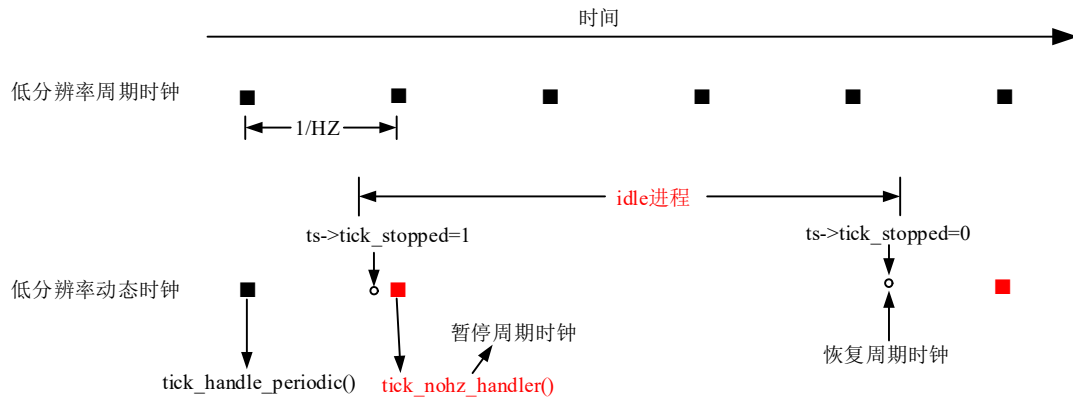 时间
低分辨率周期时钟
1/HZ
idle进程
ts->tick_stopped=1
ts->tick_stopped=0
低分辨率动态时钟
暂停周期时钟
恢复周期时钟
tick_handle_periodic()
tick_nohz_handler()